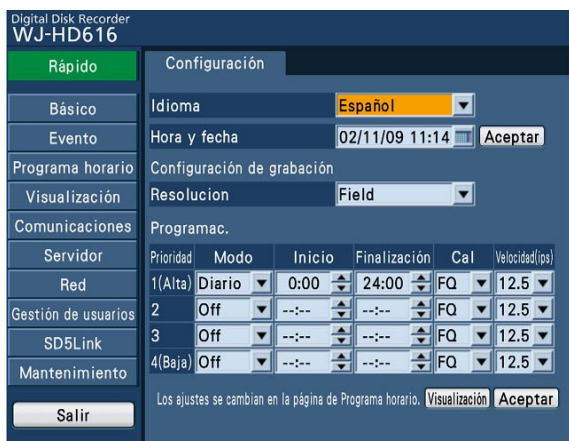 Digital Disk Recorder
WJ-HD616
Rápido
Configuración
Básico
Evento
Programa horario
Visualización
Comunicaciones
Servidor
Red
Gestión de usuarios
SD5Link
Mantenimiento
Salir
Idioma Español
Hora y fecha 02/11/09 11:14 Aceptar
Configuración de grabación
Resolucion Field
Programac.
Prioridad Modo Inicio Finalización Cal Velocidad(ips)
1(Alta) Diario 0:00 24:00 FQ 12.5
2 Off --:-- --:-- FQ 12.5
3 Off --:-- --:-- FQ 12.5
4(Baja) Off --:-- --:-- FQ 12.5
Los ajustes se cambian en la página de Programa horario. Visualización Aceptar